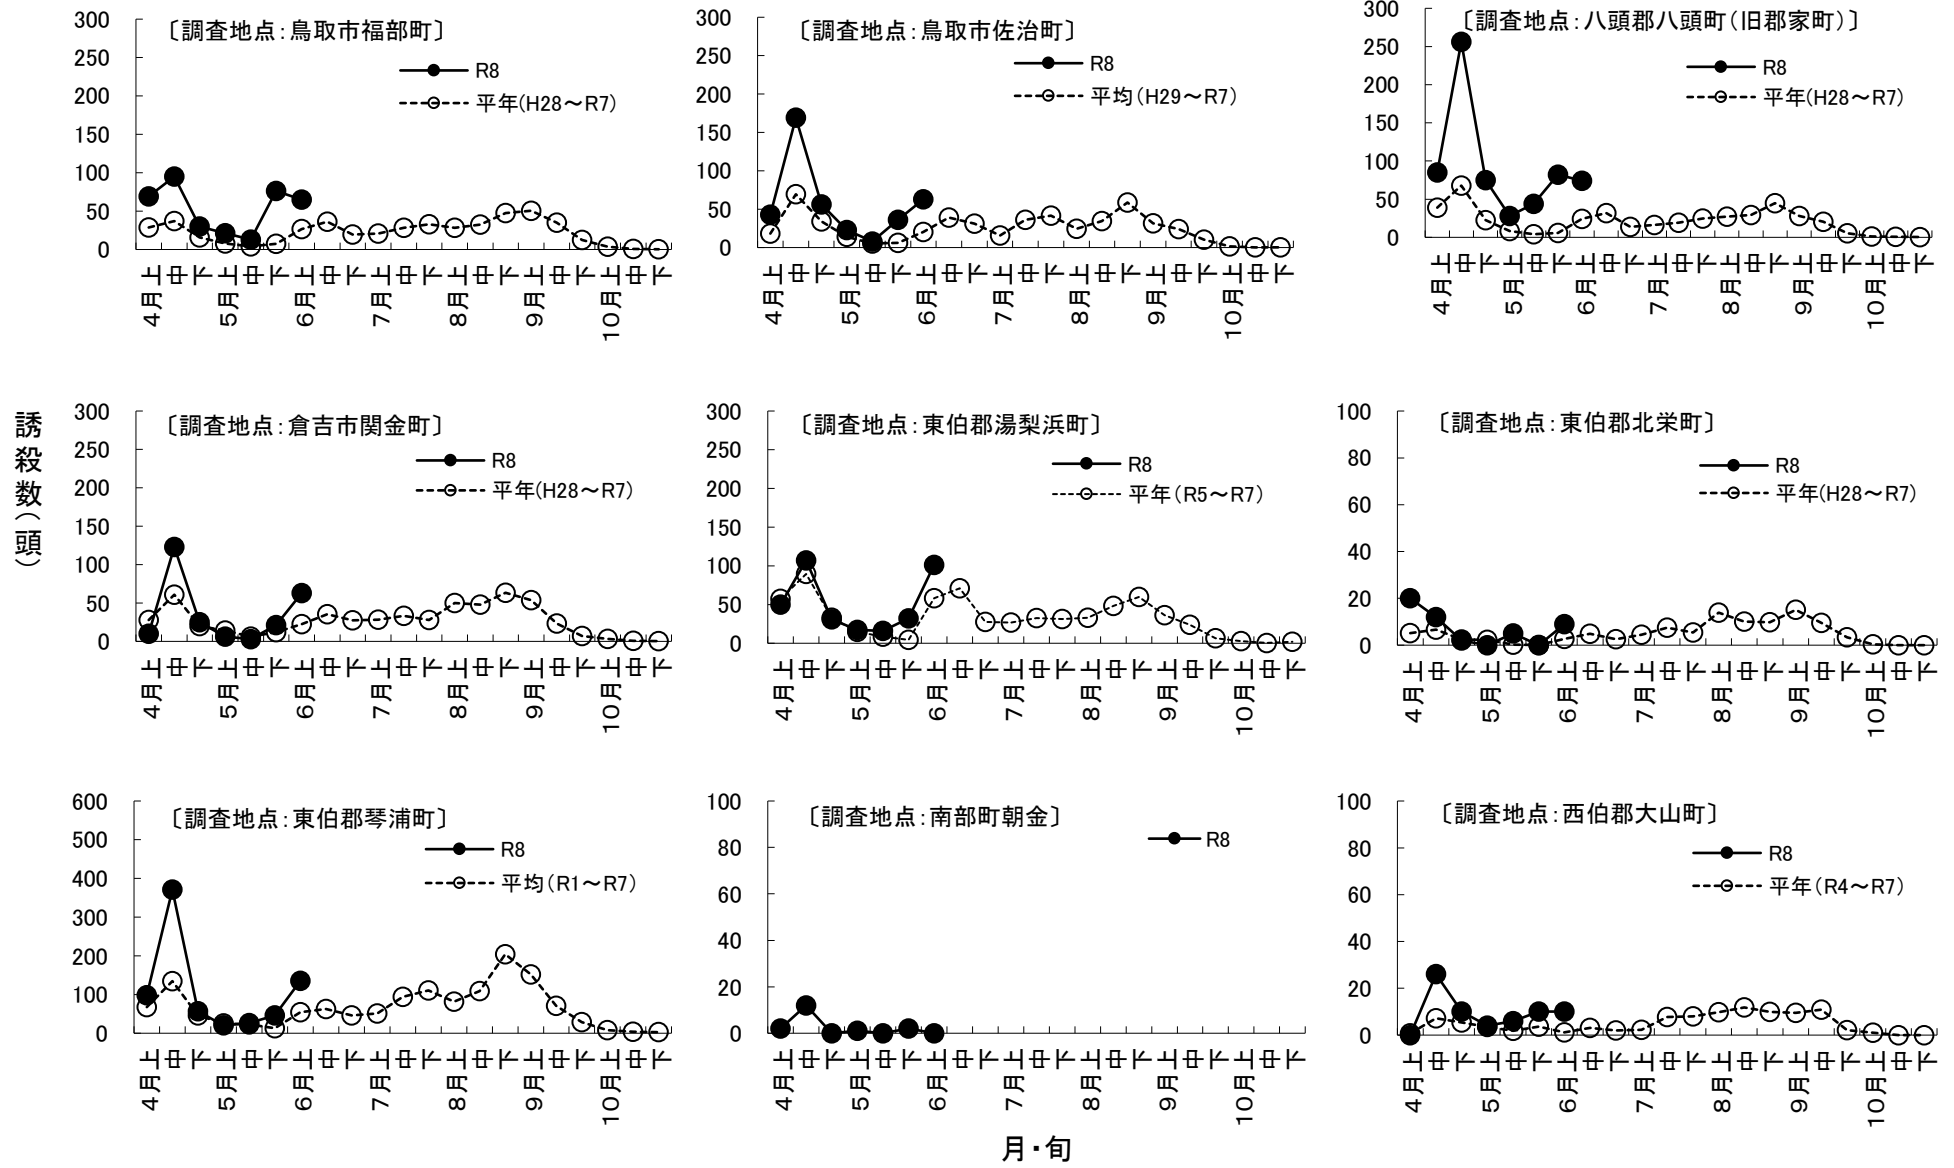 〔調査地点：鳥取市福部町〕
R8
平年(H28～R7)
300
250
200
150
100
50
0
4月上 中 下 5月上 中 下 6月上 中 下 7月上 中 下 8月上 中 下 9月上 中 下 10月上 中 下
〔調査地点：鳥取市佐治町〕
R8
平均（H29～R7）
300
250
200
150
100
50
0
4月上 中 下 5月上 中 下 6月上 中 下 7月上 中 下 8月上 中 下 9月上 中 下 10月上 中 下
〔調査地点：八頭郡八頭町（旧郡家町）〕
R8
平年(H28～R7)
300
250
200
150
100
50
0
4月上 中 下 5月上 中 下 6月上 中 下 7月上 中 下 8月上 中 下 9月上 中 下 10月上 中 下
誘殺数（頭）
〔調査地点：倉吉市関金町〕
R8
平年(H28～R7)
300
250
200
150
100
50
0
4月上 中 下 5月上 中 下 6月上 中 下 7月上 中 下 8月上 中 下 9月上 中 下 10月上 中 下
〔調査地点：東伯郡湯梨浜町〕
R8
平年（R5～R7）
300
250
200
150
100
50
0
4月上 中 下 5月上 中 下 6月上 中 下 7月上 中 下 8月上 中 下 9月上 中 下 10月上 中 下
〔調査地点：東伯郡北栄町〕
R8
平年(H28～R7)
100
80
60
40
20
0
4月上 中 下 5月上 中 下 6月上 中 下 7月上 中 下 8月上 中 下 9月上 中 下 10月上 中 下
〔調査地点：東伯郡琴浦町〕
R8
平均（R1～R7）
600
500
400
300
200
100
0
4月上 中 下 5月上 中 下 6月上 中 下 7月上 中 下 8月上 中 下 9月上 中 下 10月上 中 下
〔調査地点：南部町朝金〕
R8
100
80
60
40
20
0
4月上 中 下 5月上 中 下 6月上 中 下 7月上 中 下 8月上 中 下 9月上 中 下 10月上 中 下
〔調査地点：西伯郡大山町〕
R8
平年（R4～R7）
100
80
60
40
20
0
4月上 中 下 5月上 中 下 6月上 中 下 7月上 中 下 8月上 中 下 9月上 中 下 10月上 中 下
月・旬